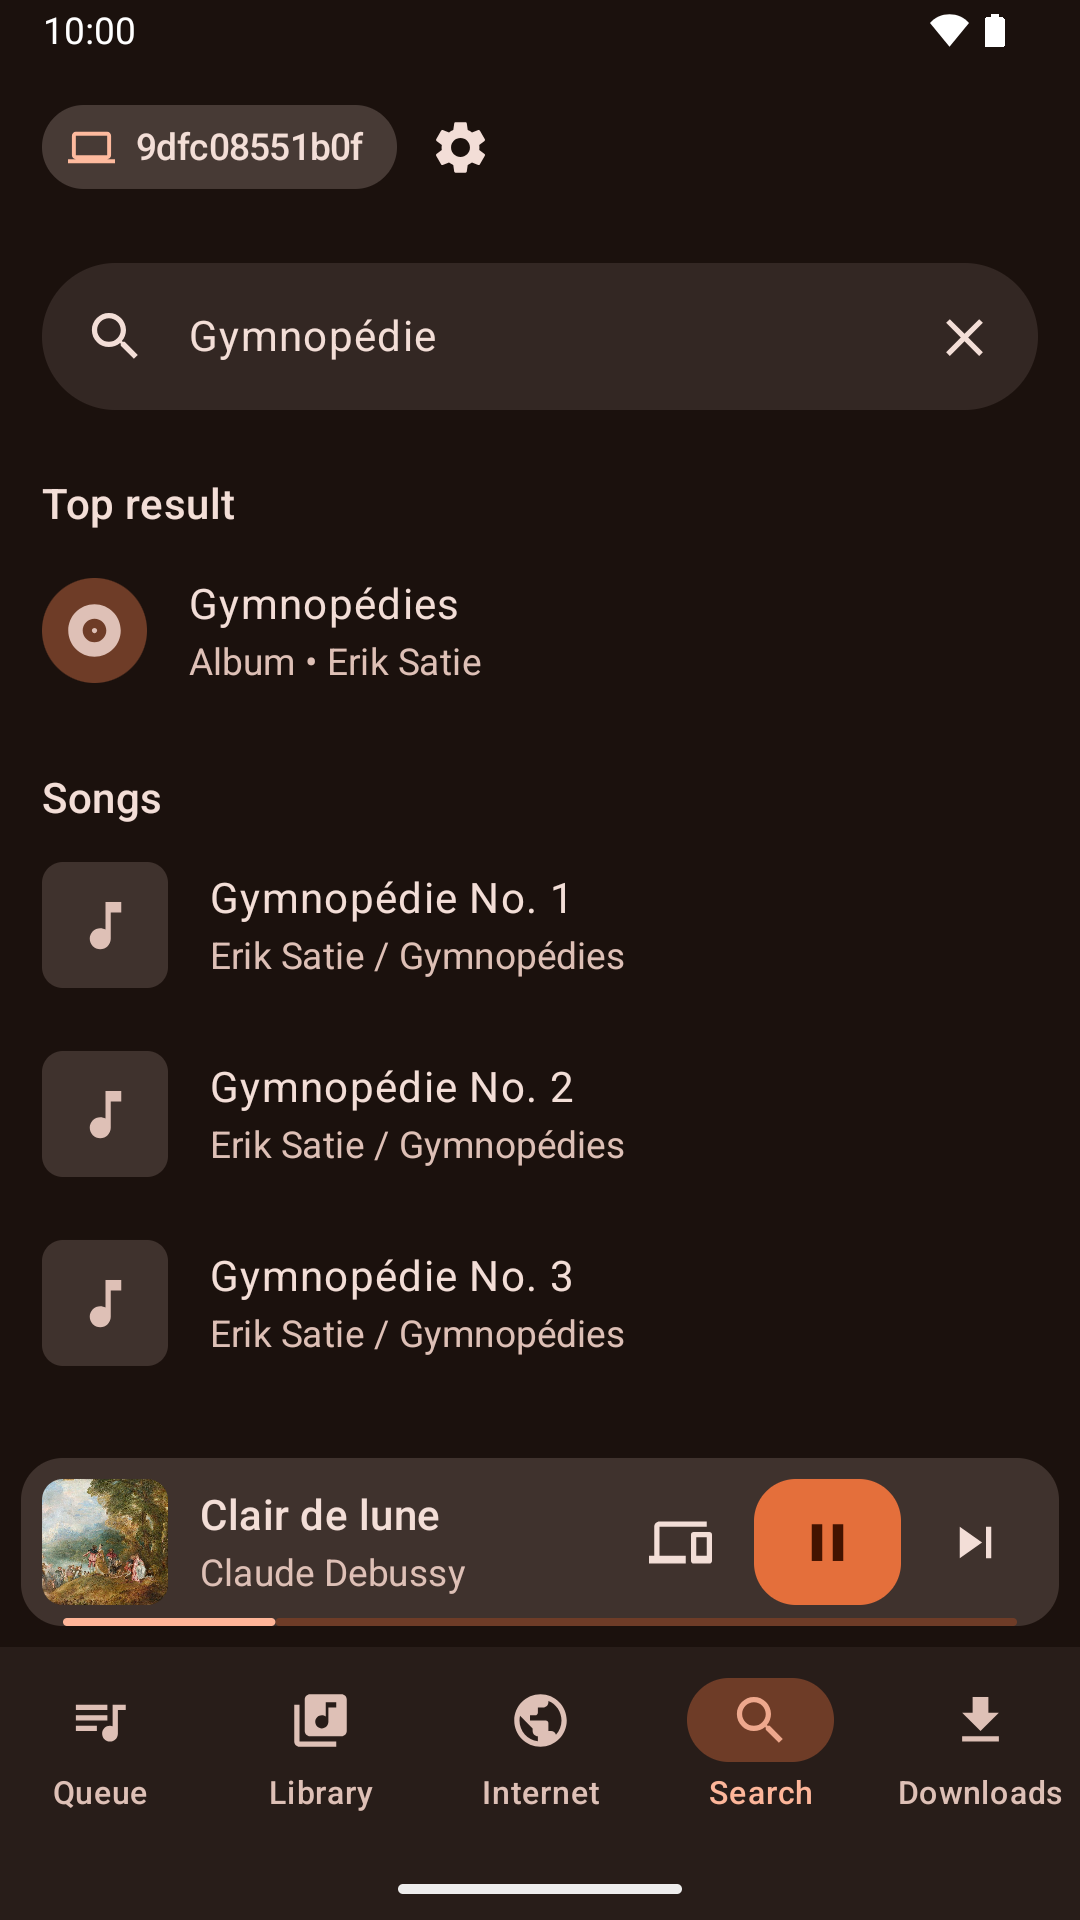 10:00
9dfc08551b0f
Gymnopédie
Top result
Gymnopédies
Album • Erik Satie
Songs
Gymnopédie No. 1
Erik Satie / Gymnopédies
Gymnopédie No. 2
Erik Satie / Gymnopédies
Gymnopédie No. 3
Erik Satie / Gymnopédies
Clair de lune
Claude Debussy
Queue
Library
Internet
Search
Downloads